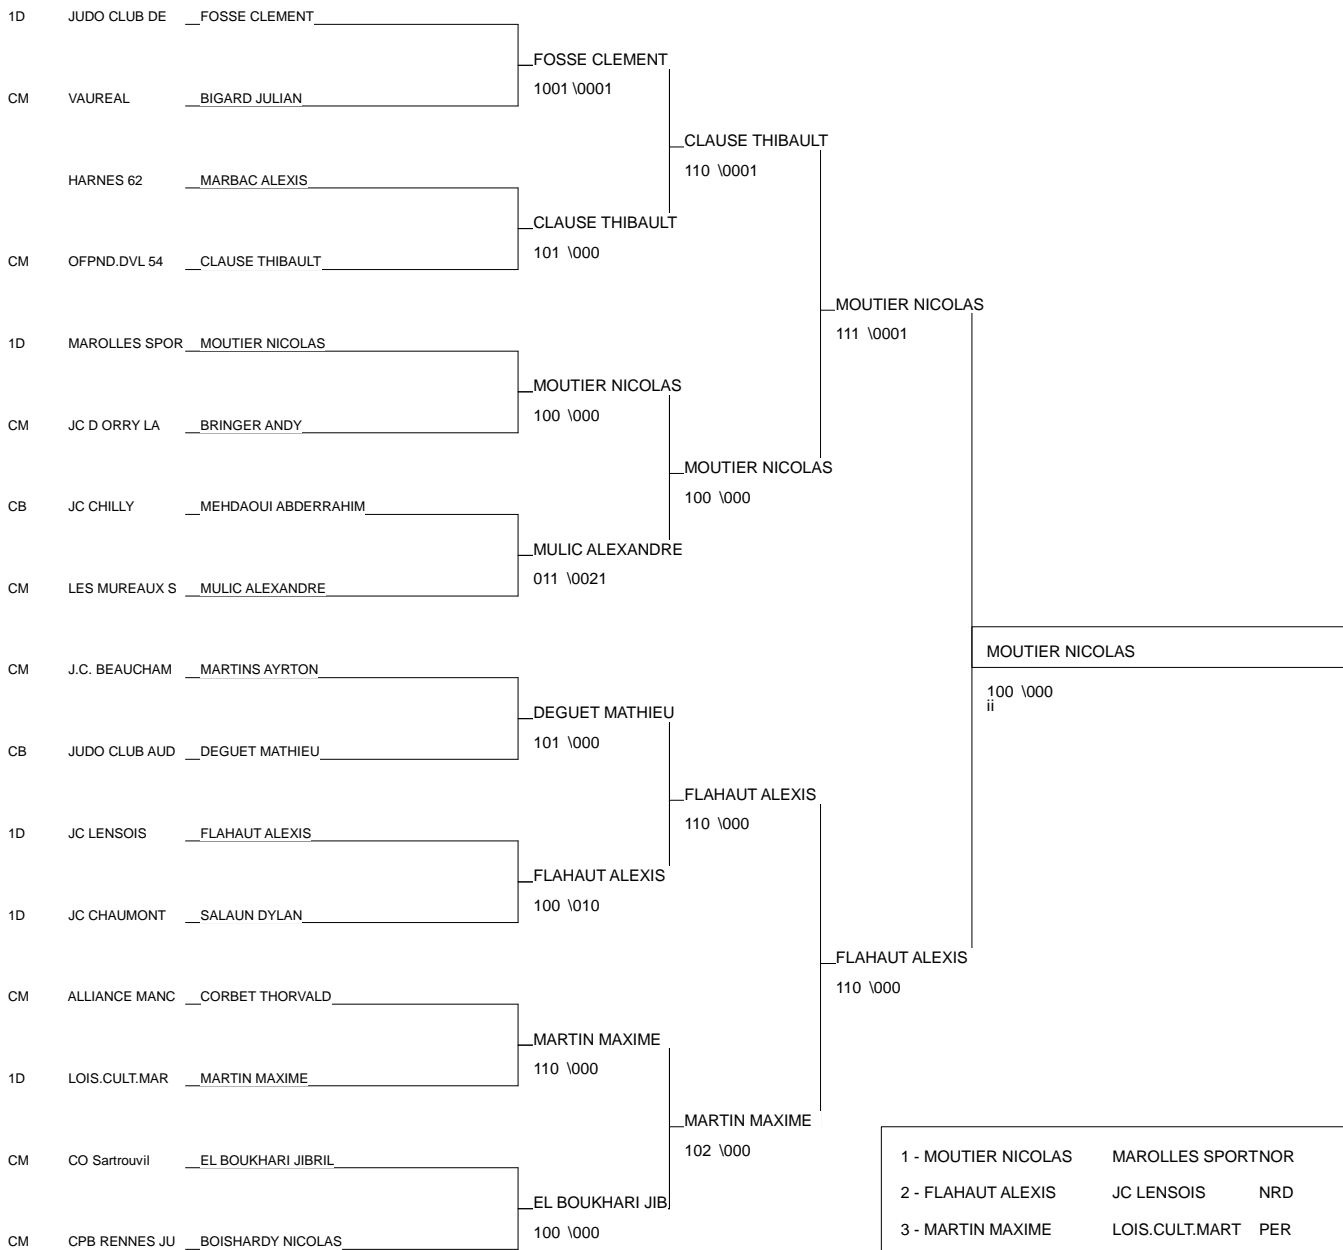 1D JUDO CLUB DE FOSSE CLEMENT
FOSSE CLEMENT
1001 \0001
CM VAUREAL BIGARD JULIAN
CLAUSE THIBAULT
110 \0001
HARNES 62 MARBAC ALEXIS
CLAUSE THIBAULT
101 \000
CM OFPND.DVL 54 CLAUSE THIBAULT
MOUTIER NICOLAS
111 \0001
1D MAROLLES SPOR MOUTIER NICOLAS
MOUTIER NICOLAS
100 \000
CM JC D ORRY LA BRINGER ANDY
MOUTIER NICOLAS
100 \000
CB JC CHILLY MEHDAOUI ABDERRAHIM
MULIC ALEXANDRE
011 \0021
CM LES MUREAUX S MULIC ALEXANDRE
MOUTIER NICOLAS
100 \000
ii
CM J.C. BEAUCHAM MARTINS AYRTON
DEGUET MATHIEU
101 \000
CB JUDO CLUB AUD DEGUET MATHIEU
FLAHAUT ALEXIS
110 \000
1D JC LENSOIS FLAHAUT ALEXIS
FLAHAUT ALEXIS
100 \010
1D JC CHAUMONT SALAUN DYLAN
FLAHAUT ALEXIS
110 \000
CM ALLIANCE MANC CORBET THORVALD
MARTIN MAXIME
110 \000
1D LOIS.CULT.MAR MARTIN MAXIME
MARTIN MAXIME
102 \000
CM CO Sartrouvil EL BOUKHARI JIBRIL
EL BOUKHARI JIB
100 \000
CM CPB RENNES JU BOISHARDY NICOLAS
1 - MOUTIER NICOLAS MAROLLES SPORTNOR
2 - FLAHAUT ALEXIS JC LENSOIS NRD
3 - MARTIN MAXIME LOIS.CULT.MART PER